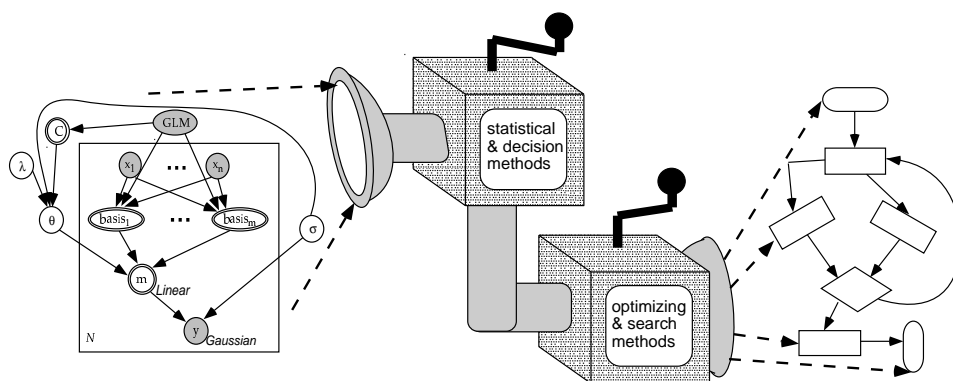 C
GLM
λ
x1
...
xn
θ
basis1
...
basism
σ
m
Linear
y
Gaussian
N
statistical
& decision
methods
optimizing
& search
methods